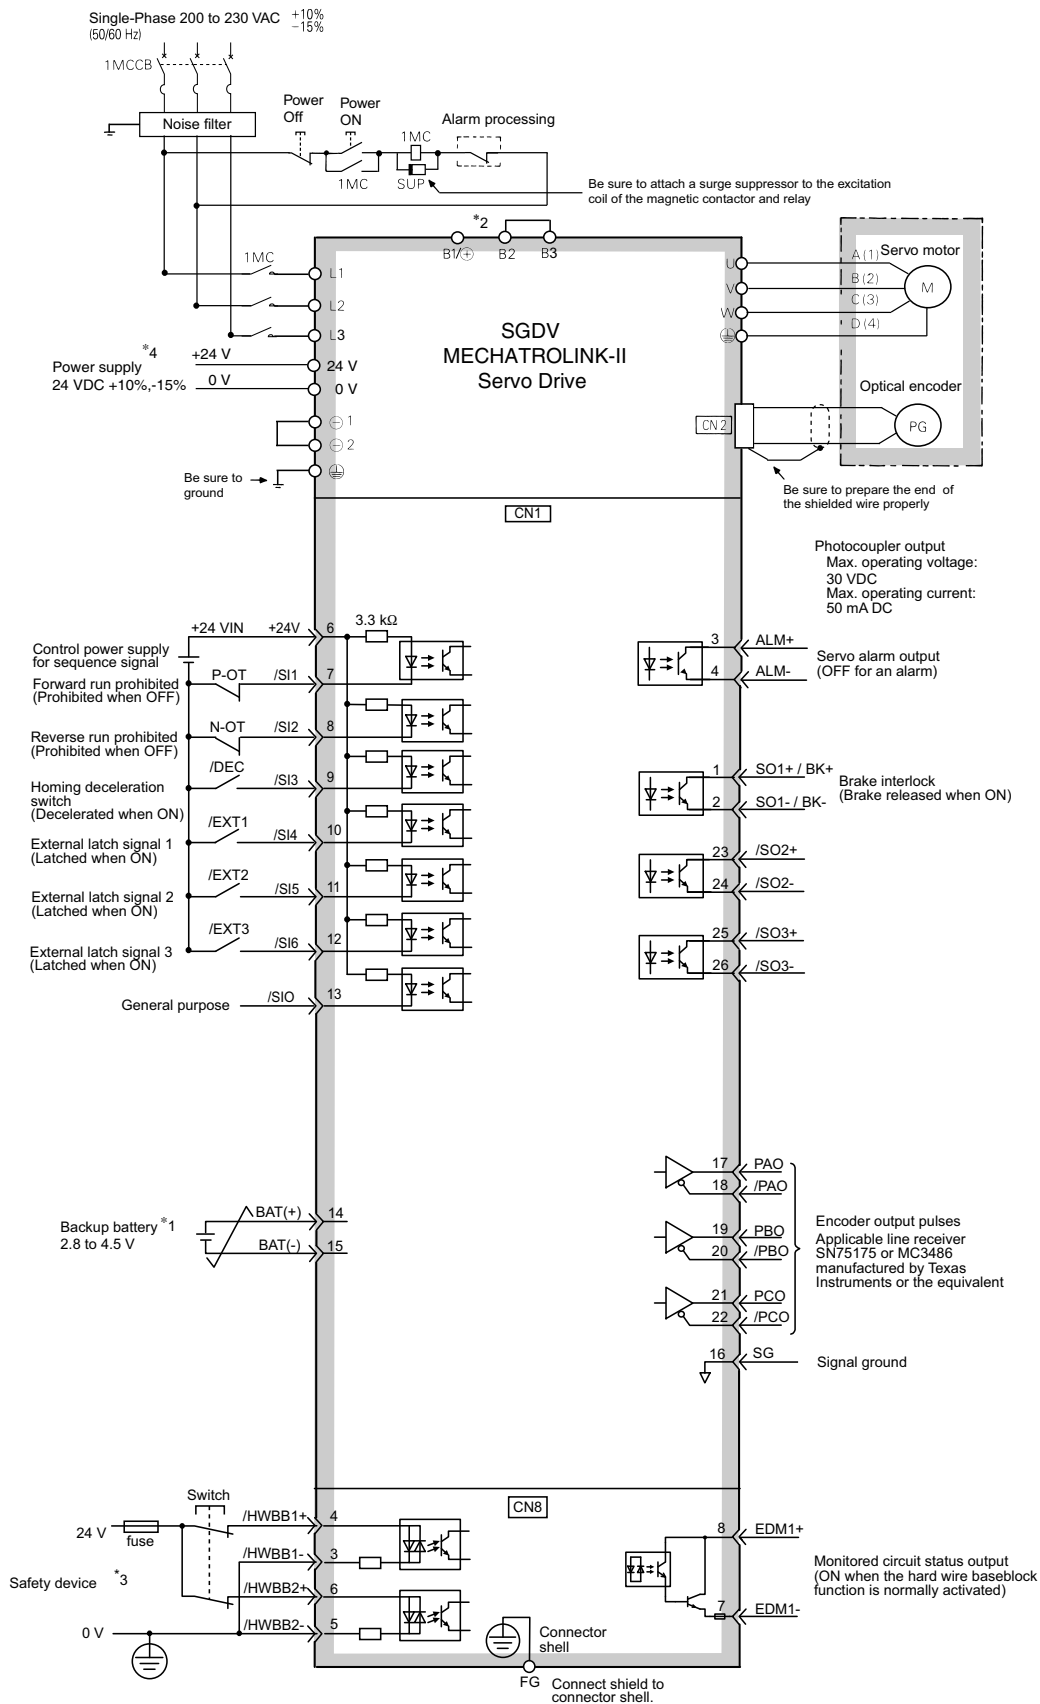 Single-Phase 200 to 230 VAC +10% −15%
(50/60 Hz)
1MCCB
Noise filter
Power Off
Power ON
1MC
Alarm processing
1MC
SUP
Be sure to attach a surge suppressor to the excitation
coil of the magnetic contactor and relay
*2
B1/⊕ B2 B3
1MC
L1
L2
L3
SGDV
MECHATROLINK-II
Servo Drive
U
V
W
A (1)
B (2)
C (3)
D (4)
Servo motor
M
*4
Power supply
24 VDC +10%,-15%
+24 V
0 V
24 V
0 V
⊖ 1
⊖ 2
Be sure to
ground
Optical encoder
CN2
PG
Be sure to prepare the end of
the shielded wire properly
CN1
Photocoupler output
Max. operating voltage:
30 VDC
Max. operating current:
50 mA DC
Control power supply
for sequence signal
+24 VIN +24V 6
3.3 kΩ
Forward run prohibited
(Prohibited when OFF)
P-OT /SI1 7
Reverse run prohibited
(Prohibited when OFF)
N-OT /SI2 8
Homing deceleration
switch
(Decelerated when ON)
/DEC /SI3 9
External latch signal 1
(Latched when ON)
/EXT1 /SI4 10
External latch signal 2
(Latched when ON)
/EXT2 /SI5 11
External latch signal 3
(Latched when ON)
/EXT3 /SI6 12
General purpose /SIO 13
3 ALM+
4 ALM-
Servo alarm output
(OFF for an alarm)
1 SO1+ / BK+
2 SO1- / BK-
Brake interlock
(Brake released when ON)
23 /SO2+
24 /SO2-
25 /SO3+
26 /SO3-
Backup battery *1
2.8 to 4.5 V
BAT(+) 14
BAT(-) 15
17 PAO
18 /PAO
19 PBO
20 /PBO
21 PCO
22 /PCO
Encoder output pulses
Applicable line receiver
SN75175 or MC3486
manufactured by Texas
Instruments or the equivalent
16 SG
Signal ground
CN8
Switch
24 V
fuse
Safety device *3
0 V
/HWBB1+ 4
/HWBB1- 3
/HWBB2+ 6
/HWBB2- 5
8 EDM1+
7 EDM1-
Monitored circuit status output
(ON when the hard wire baseblock
function is normally activated)
Connector
shell
FG
Connect shield to
connector shell.